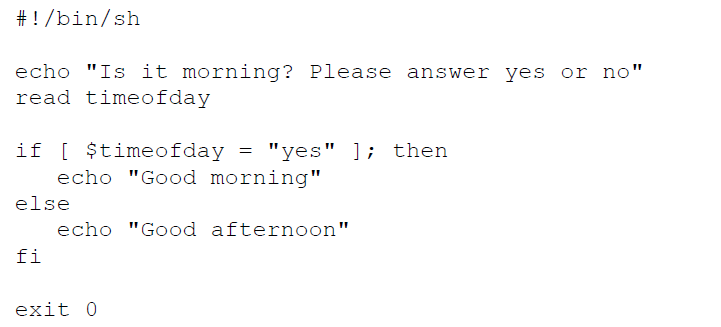 #!/bin/sh
echo "Is it morning? Please answer yes or no"
read timeofday
if [ $timeofday = "yes" ]; then
echo "Good morning"
else
echo "Good afternoon"
fi
exit 0